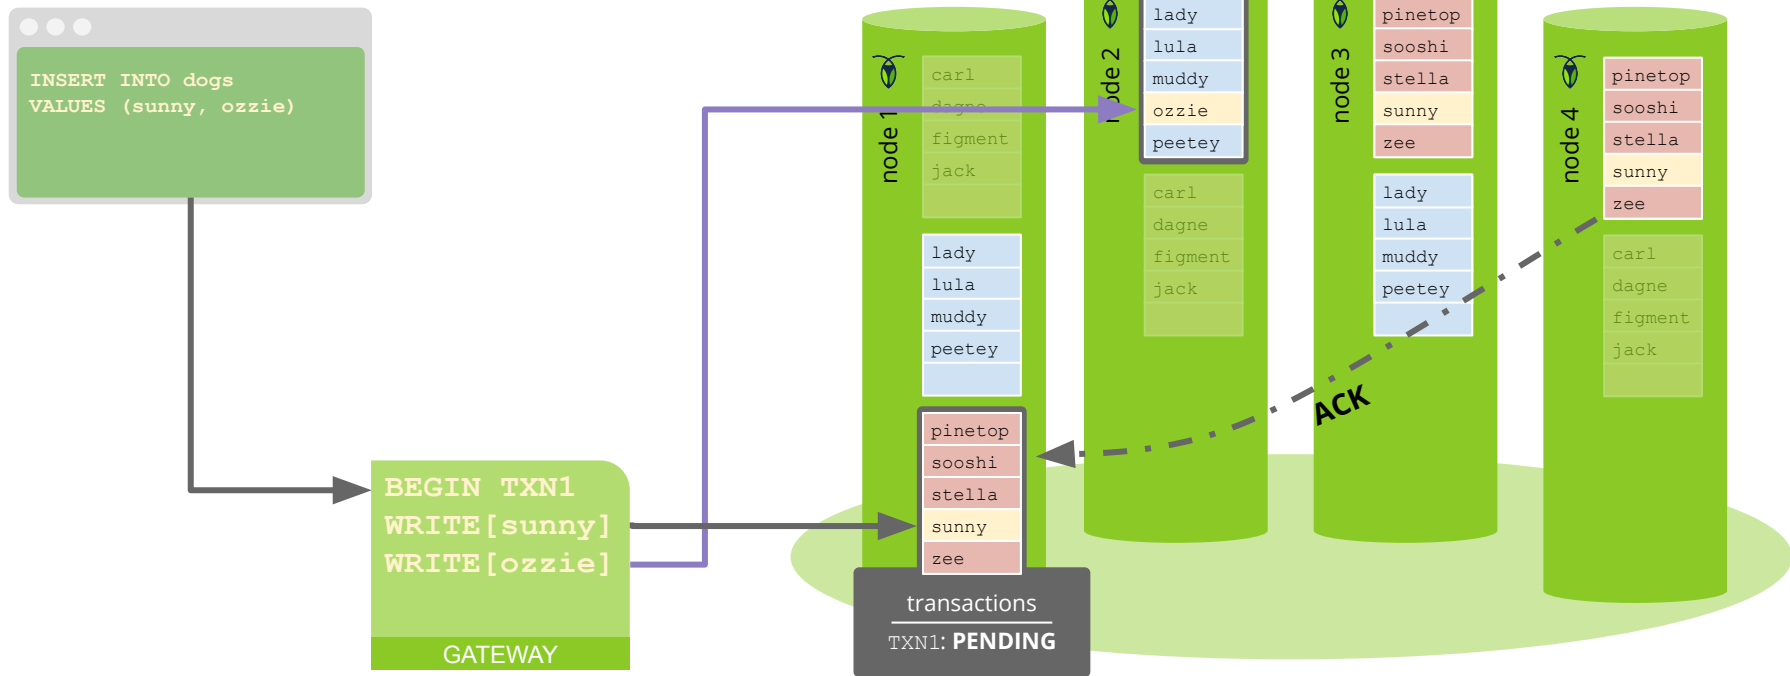 INSERT INTO dogs
VALUES (sunny, ozzie)
BEGIN TXN1
WRITE[sunny]
WRITE[ozzie]
GATEWAY
node 1
carl
dagne
figment
jack
lady
lula
muddy
peetey
pinetop
sooshi
stella
sunny
zee
transactions
TXN1: PENDING
node 2
lady
lula
muddy
ozzie
peetey
carl
dagne
figment
jack
node 3
pinetop
sooshi
stella
sunny
zee
lady
lula
muddy
peetey
ACK
node 4
pinetop
sooshi
stella
sunny
zee
carl
dagne
figment
jack